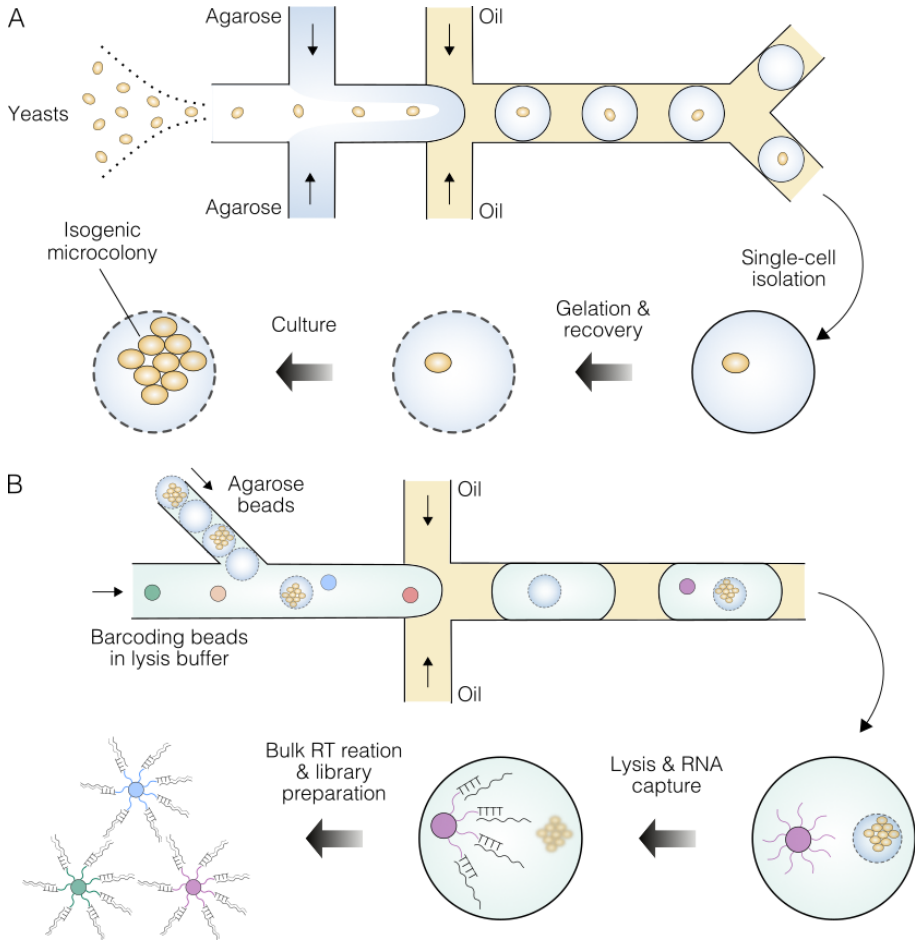 A
Agarose
Oil
Yeasts
Agarose
Oil
Isogenic
microcolony
Culture
Gelation &
recovery
Single-cell
isolation
B
Agarose
beads
Oil
Barcoding beads
in lysis buffer
Oil
Bulk RT reation
& library
preparation
Lysis & RNA
capture